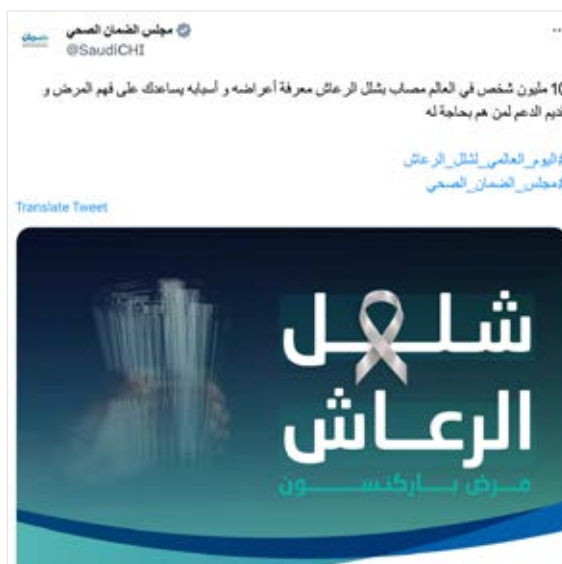 مجلس الضمان الصحي
@SaudiCHI
10 مليون شخص في العالم مصاب بشلل الرعاش معرفة أعراضه و أسبابه يساعدك على فهم المرض و
قديم الدعم لمن هم بحاجة له
#اليوم_العالمي_لشلل_الرعاش
#مجلس_الضمان_الصحي
Translate Tweet
شلل
الرعاش
مرض باركنسون